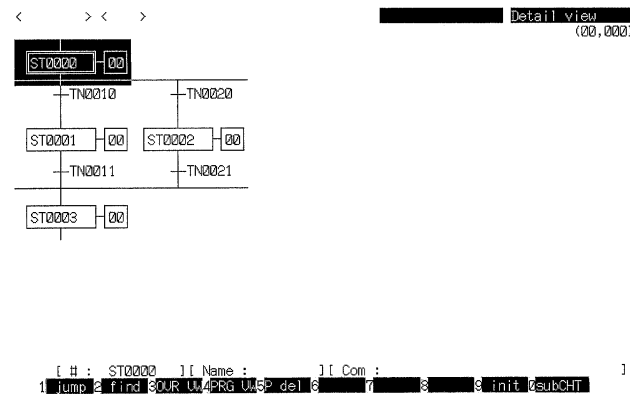 < > < > Detail view
(00,000)
ST0000 00
TN0010 TN0020
ST0001 00 ST0002 00
TN0011 TN0021
ST0003 00
[ # : ST0000 ][ Name : ][ Com : ]
1 jump 2 find 3OVR VW4PRG VW5P del 6 7 8 9 init 0subCHT